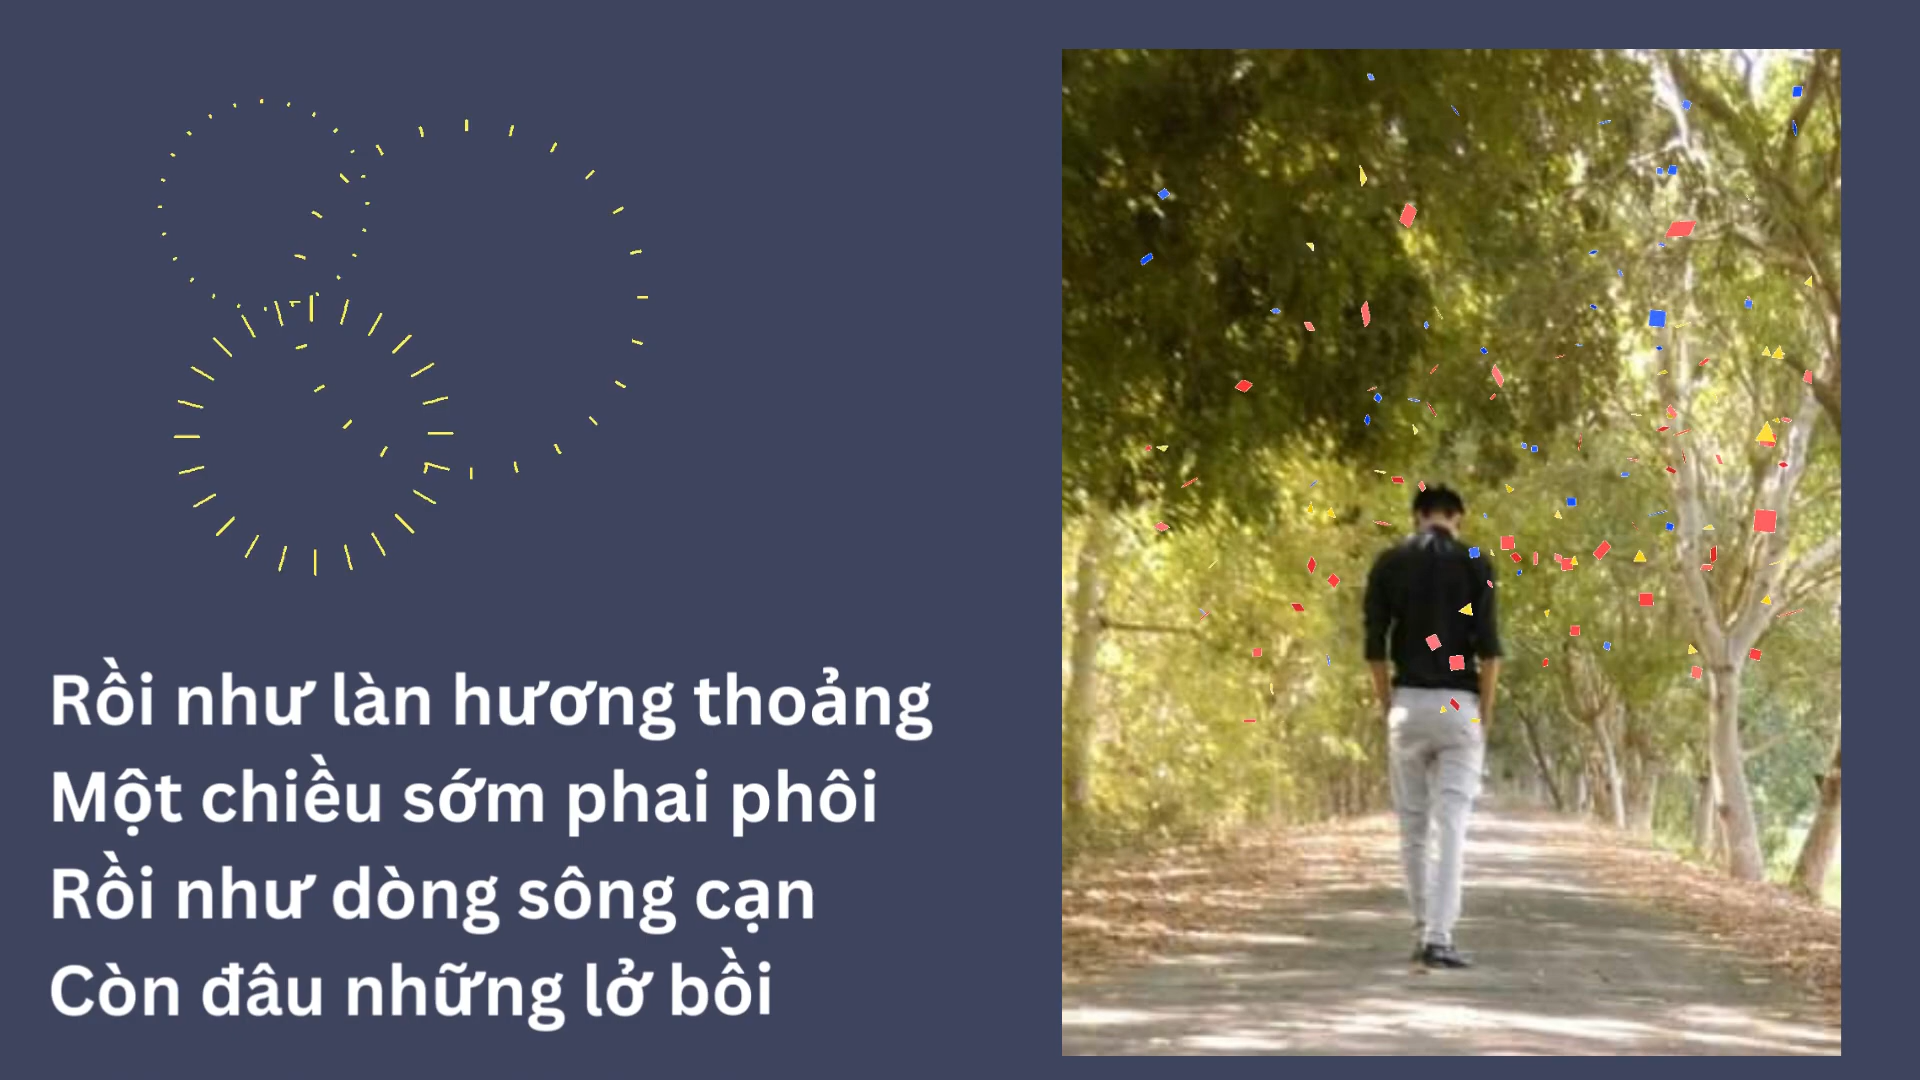 Rồi như làn hương thoảng
Một chiều sớm phai phôi
Rồi như dòng sông cạn
Còn đâu những lở bồi